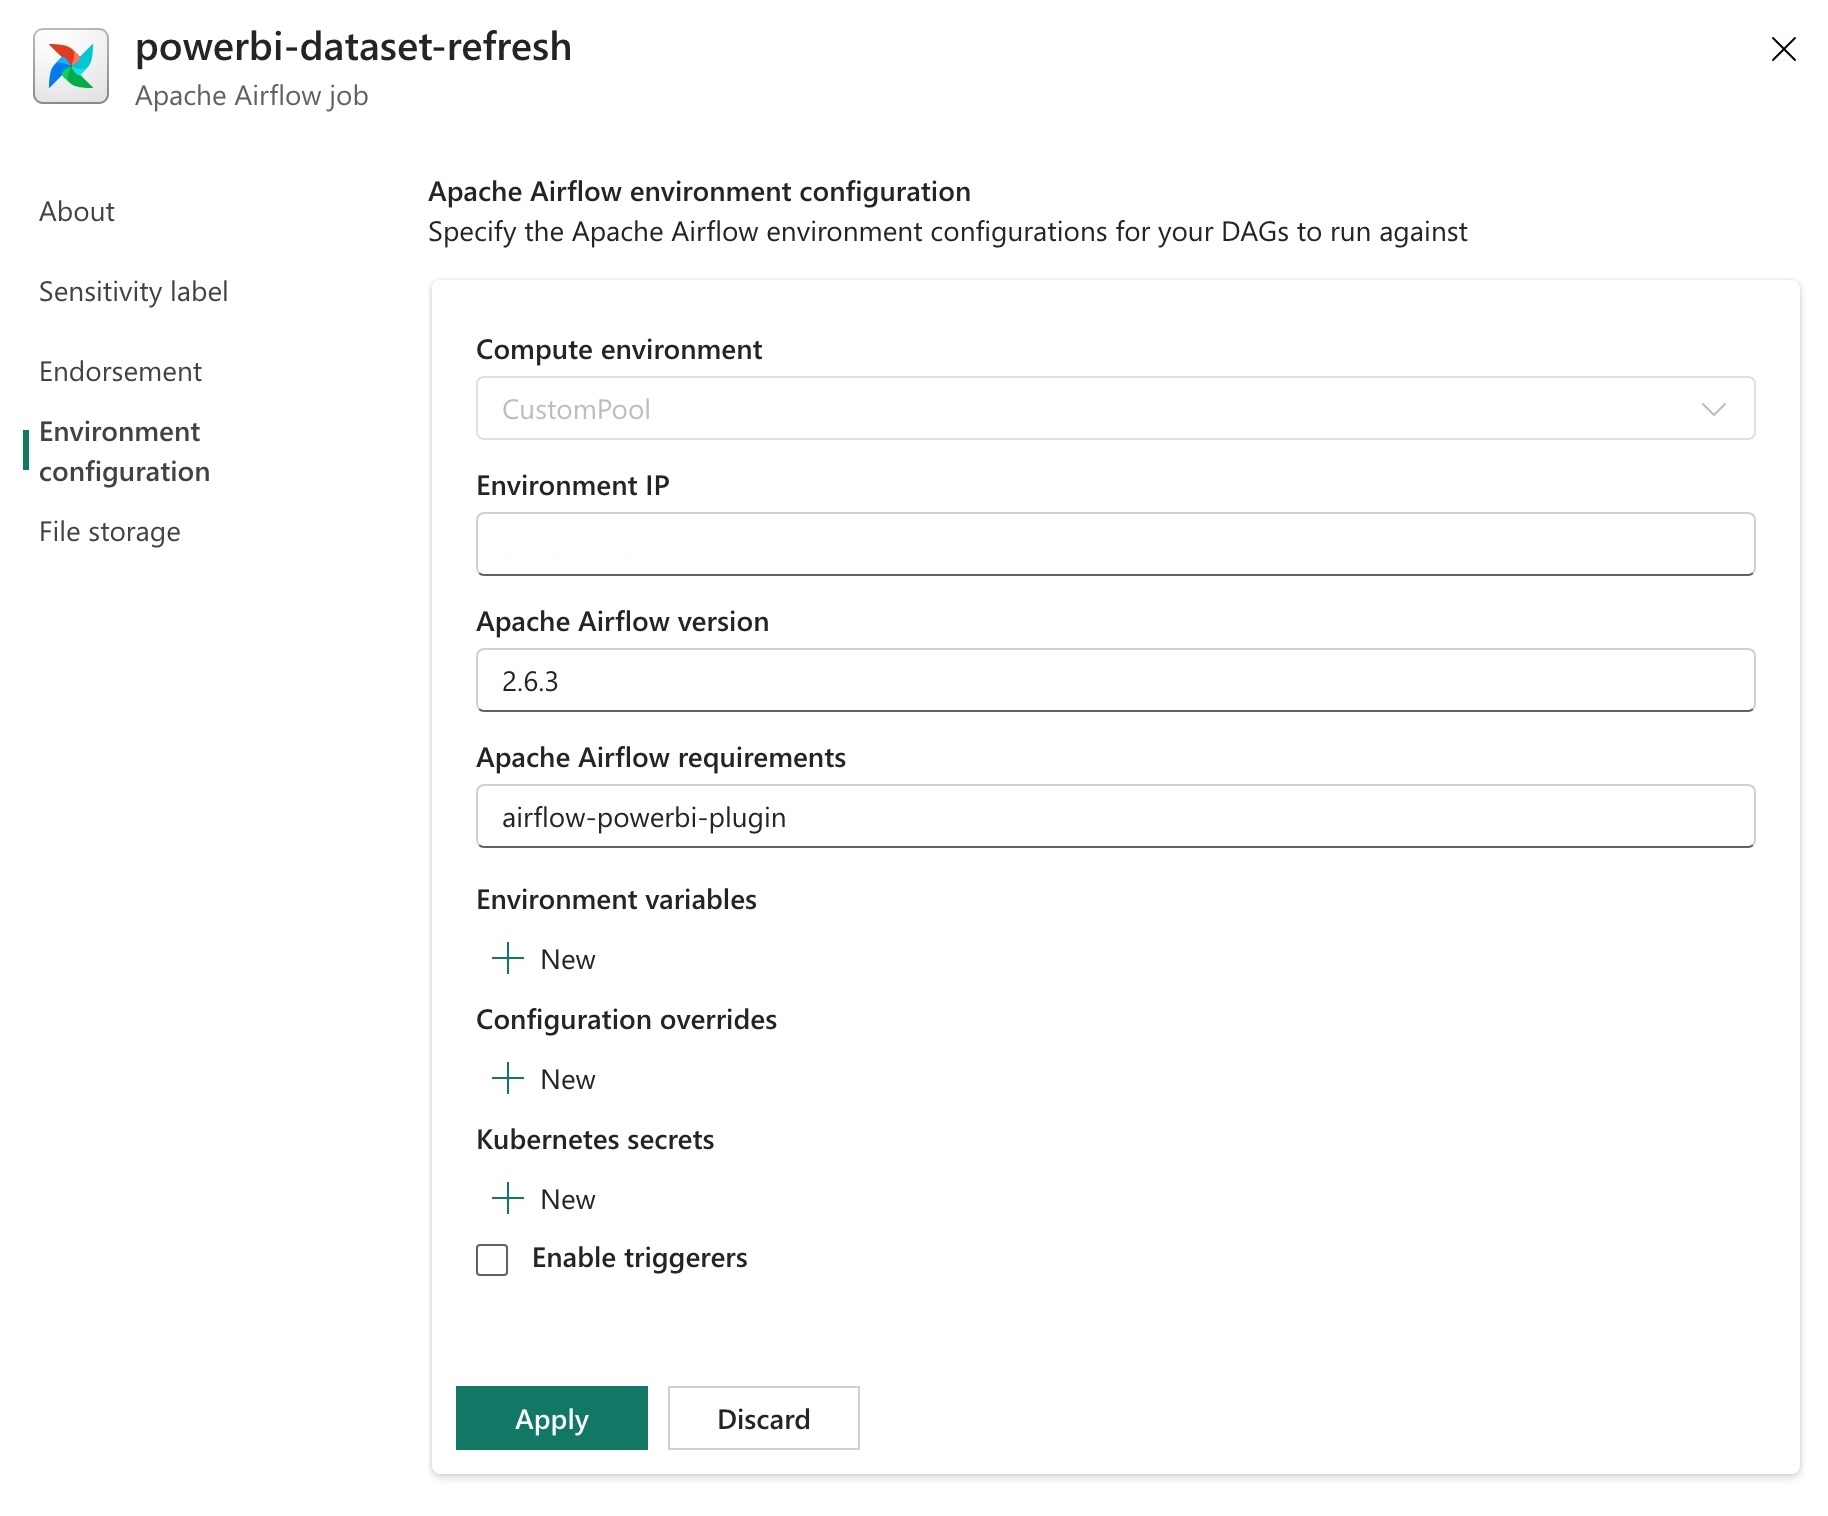 powerbi-dataset-refresh
Apache Airflow job
About
Sensitivity label
Endorsement
Environment
configuration
File storage
Apache Airflow environment configuration
Specify the Apache Airflow environment configurations for your DAGs to run against
Compute environment
CustomPool
Environment IP
Apache Airflow version
2.6.3
Apache Airflow requirements
airflow-powerbi-plugin
Environment variables
New
Configuration overrides
New
Kubernetes secrets
New
Enable triggerers
Apply
Discard